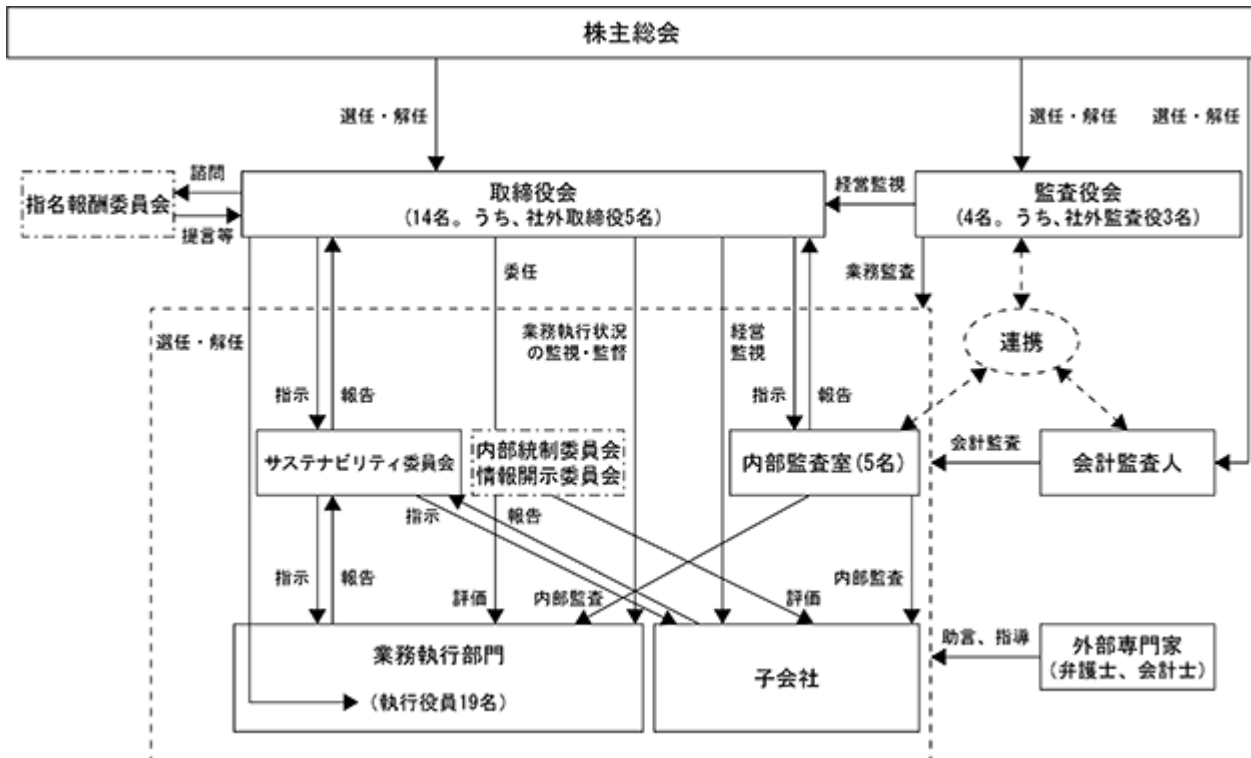 株主総会
選任・解任
選任・解任
選任・解任
諮問
指名報酬委員会
提言等
取締役会
(14名。うち、社外取締役5名)
経営監視
監査役会
(4名。うち、社外監査役3名)
委任
業務監査
選任・解任
業務執行状況
の監視・監督
経営
監視
連携
指示
報告
指示
報告
サステナビリティ委員会
内部統制委員会
情報開示委員会
内部監査室(5名)
会計監査
会計監査人
指示
報告
指示
報告
内部監査
評価
内部監査
評価
業務執行部門
(執行役員19名)
子会社
助言、指導
外部専門家
(弁護士、会計士)